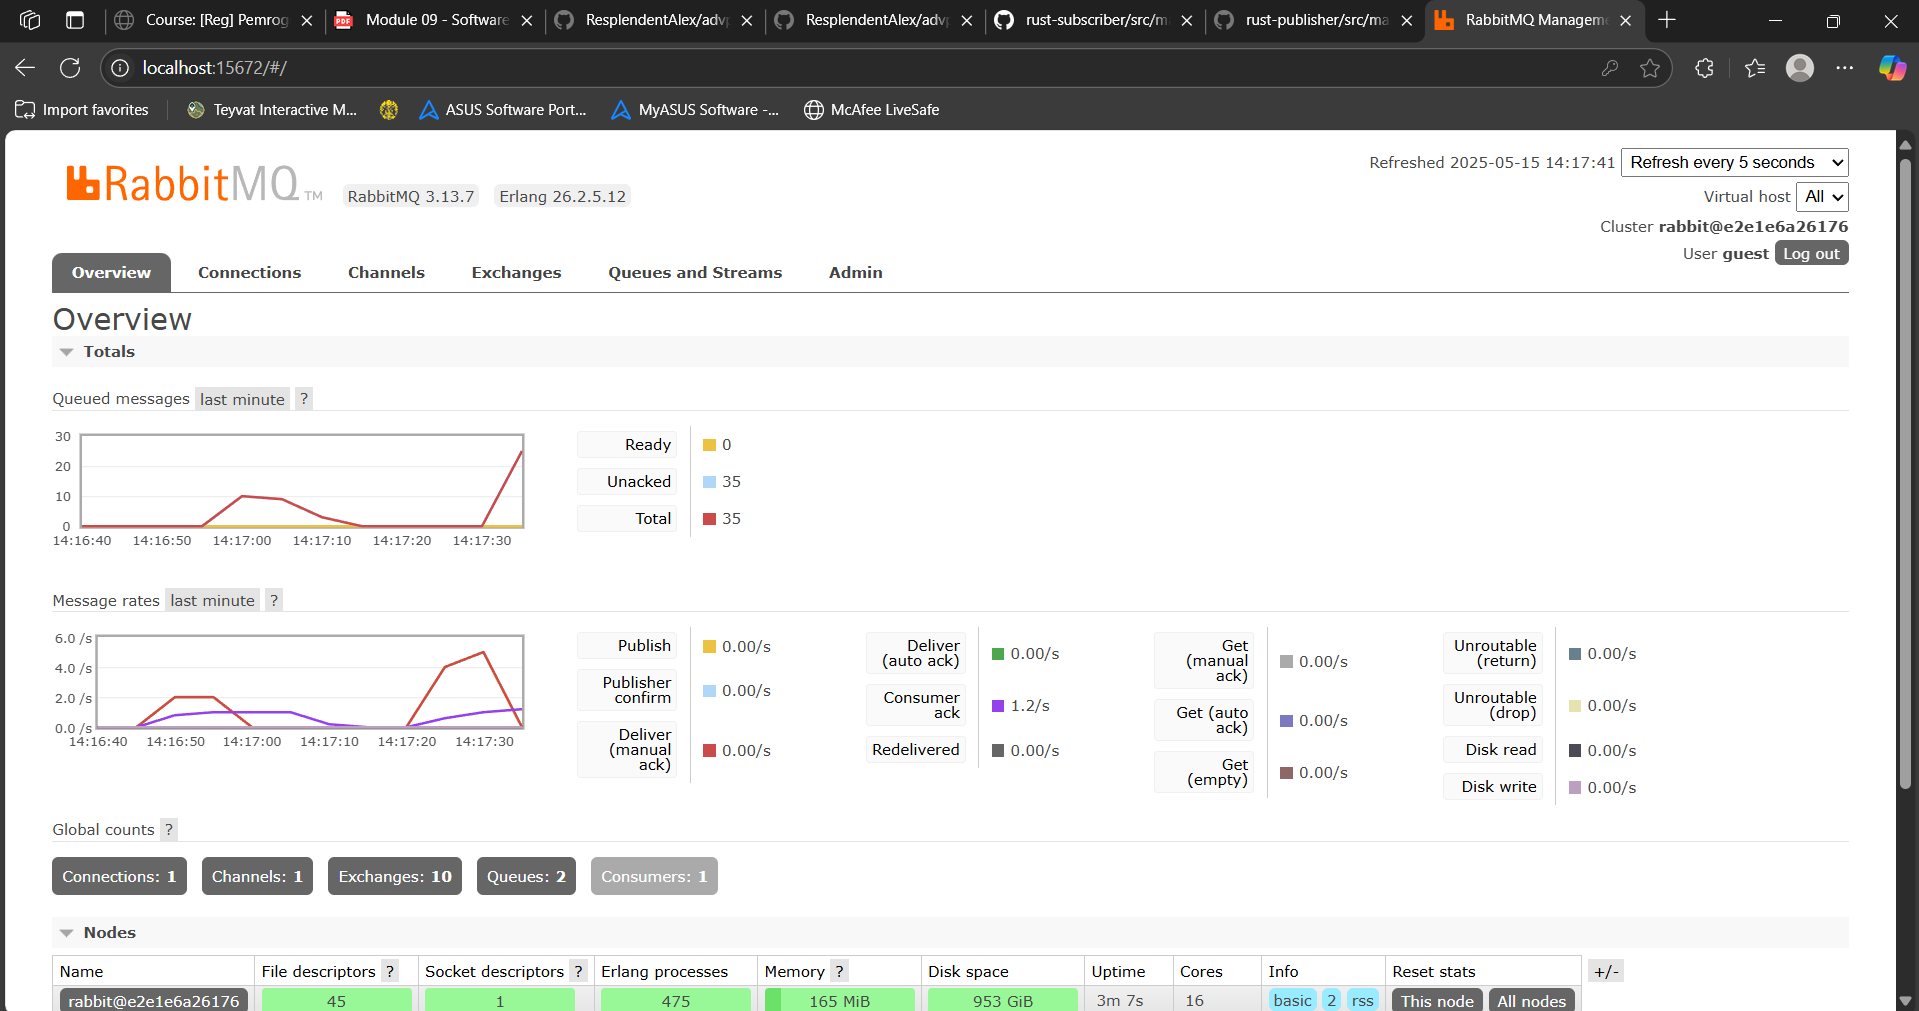 Course: [Reg] Pemrog
Module 09 - Software
ResplendentAlex/advp
ResplendentAlex/adv
rust-subscriber/src/m
rust-publisher/src/ma
RabbitMQ Managem
localhost:15672/#/
Import favorites
Teyvat Interactive M...
ASUS Software Port...
MyASUS Software -...
McAfee LiveSafe
RabbitMQ TM
RabbitMQ 3.13.7
Erlang 26.2.5.12
Refreshed 2025-05-15 14:17:41
Refresh every 5 seconds
Virtual host All
Cluster rabbit@e2e1e6a26176
User guest Log out
Overview Connections Channels Exchanges Queues and Streams Admin
Overview
Totals
Queued messages last minute ?
30
20
10
0
14:16:40 14:16:50 14:17:00 14:17:10 14:17:20 14:17:30
Ready 0
Unacked 35
Total 35
Message rates last minute ?
6.0 /s
4.0 /s
2.0 /s
0.0 /s
14:16:40 14:16:50 14:17:00 14:17:10 14:17:20 14:17:30
Publish 0.00/s
Publisher
confirm 0.00/s
Deliver
(manual
ack) 0.00/s
Deliver
(auto ack) 0.00/s
Consumer
ack 1.2/s
Redelivered 0.00/s
Get
(manual
ack) 0.00/s
Get (auto
ack) 0.00/s
Get
(empty) 0.00/s
Unroutable
(return) 0.00/s
Unroutable
(drop) 0.00/s
Disk read 0.00/s
Disk write 0.00/s
Global counts ?
Connections: 1 Channels: 1 Exchanges: 10 Queues: 2 Consumers: 1
Nodes
Name File descriptors ? Socket descriptors ? Erlang processes Memory ? Disk space Uptime Cores Info Reset stats +/-
rabbit@e2e1e6a26176 45 1 475 165 MiB 953 GiB 3m 7s 16 basic 2 rss This node All nodes